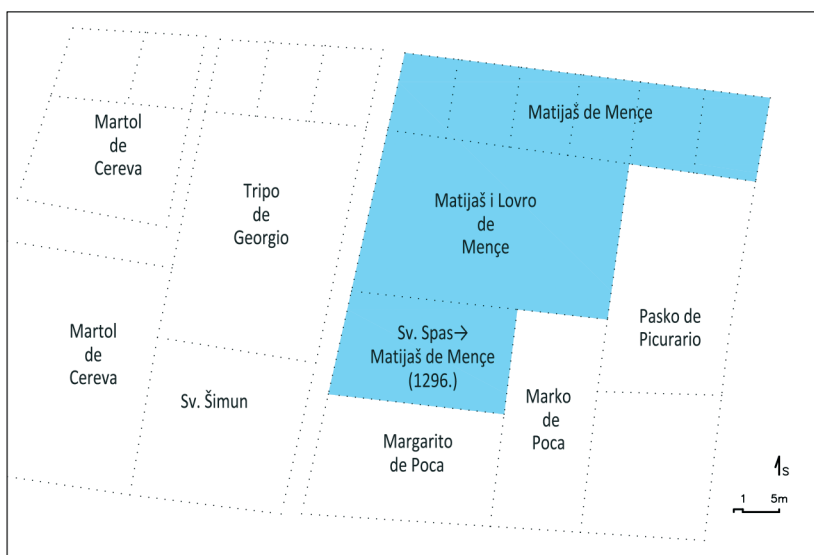 Matijaš de Mençe
Martol
de
Cereva
Tripo
de
Georgio
Matijaš i Lovro
de
Mençe
Martol
de
Cereva
Sv. Spas→
Matijaš de Mençe
(1296.)
Pasko de
Picurario
Sv. Šimun
Marko
de
Poca
Margarito
de Poca
S
1 5m